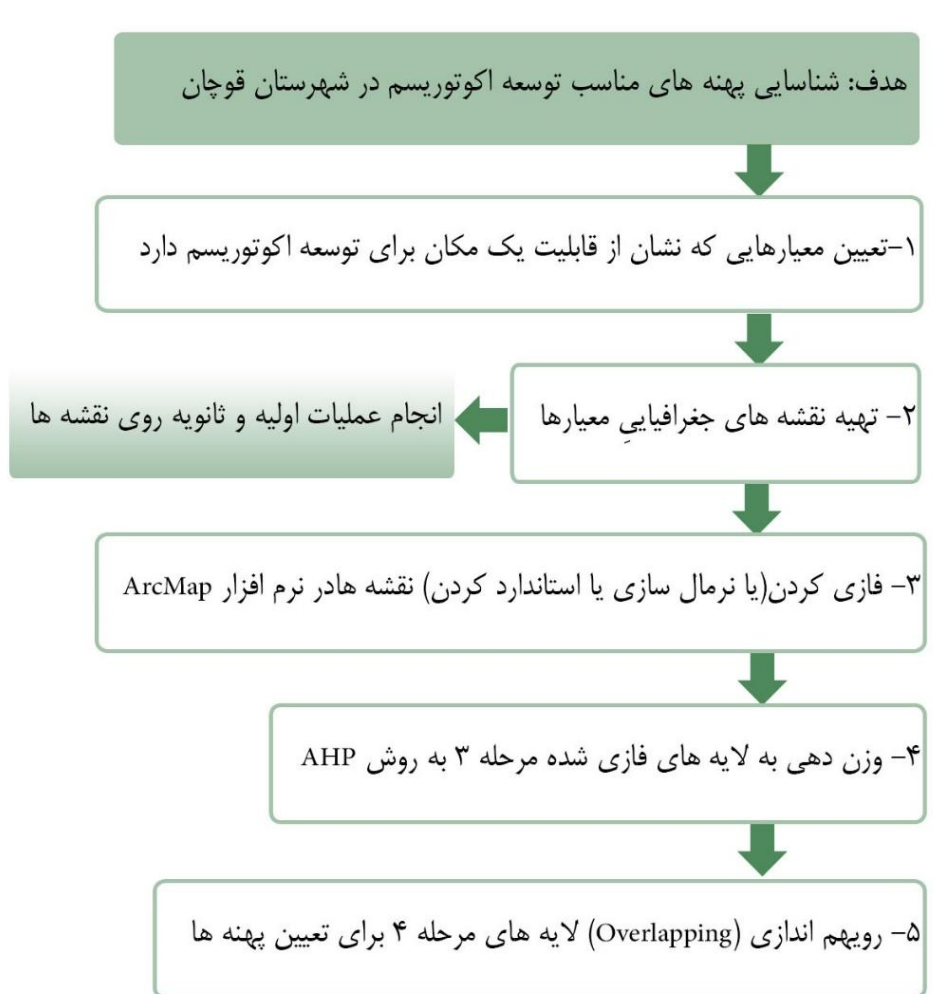 هدف: شناسایی پهنه های مناسب توسعه اکوتوریسم در شهرستان قوچان
۱-تعیین معیارهایی که نشان از قابلیت یک مکان برای توسعه اکوتوریسم دارد
۲- تهیه نقشه های جغرافیاییِ معیارها
انجام عملیات اولیه و ثانویه روی نقشه ها
۳- فازی کردن(یا نرمال سازی یا استاندارد کردن) نقشه هادر نرم افزار ArcMap
۴- وزن دهی به لایه های فازی شده مرحله ۳ به روش AHP
۵- رویهم اندازی (Overlapping) لایه های مرحله ۴ برای تعیین پهنه ها